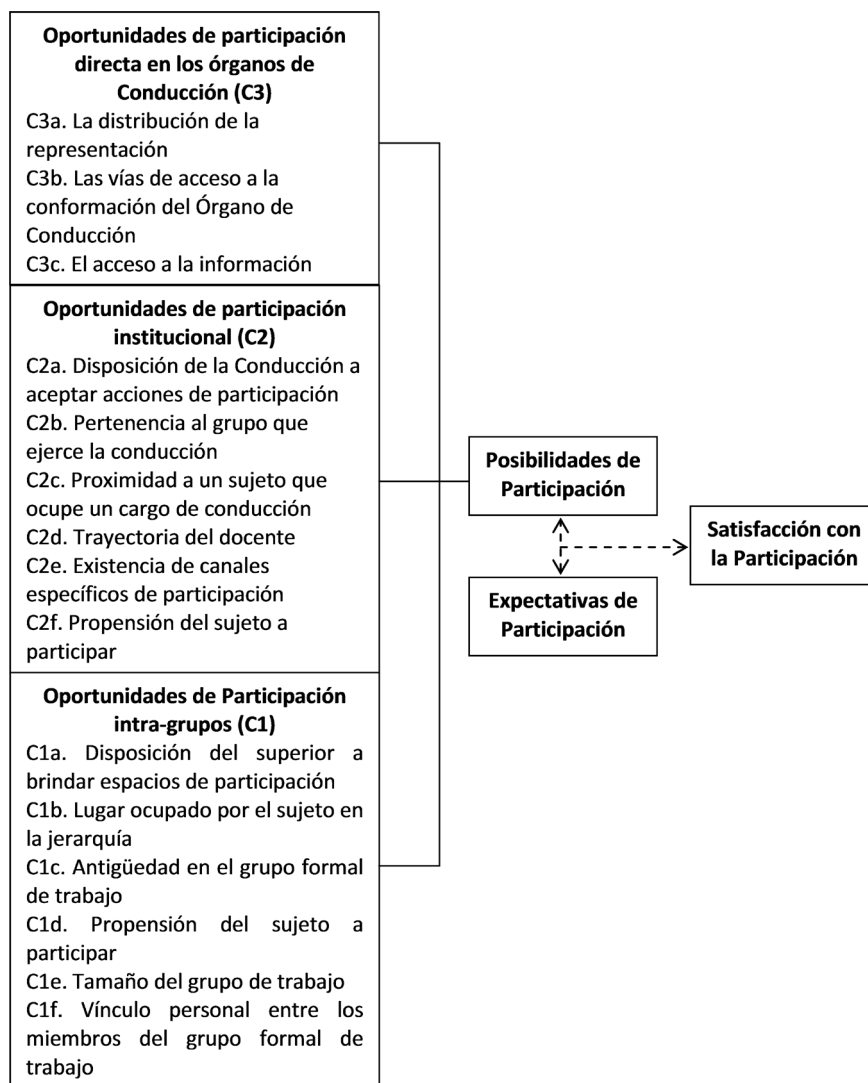 Oportunidades de participación
directa en los órganos de
Conducción (C3)
C3a. La distribución de la
representación
C3b. Las vías de acceso a la
conformación del Órgano de
Conducción
C3c. El acceso a la información
Oportunidades de participación
institucional (C2)
C2a. Disposición de la Conducción a
aceptar acciones de participación
C2b. Pertenencia al grupo que
ejerce la conducción
C2c. Proximidad a un sujeto que
ocupe un cargo de conducción
C2d. Trayectoria del docente
C2e. Existencia de canales
específicos de participación
C2f. Propensión del sujeto a
participar
Oportunidades de Participación
intra-grupos (C1)
C1a. Disposición del superior a
brindar espacios de participación
C1b. Lugar ocupado por el sujeto en
la jerarquía
C1c. Antigüedad en el grupo formal
de trabajo
C1d. Propensión del sujeto a
participar
C1e. Tamaño del grupo de trabajo
C1f. Vínculo personal entre los
miembros del grupo formal de
trabajo
Posibilidades de
Participación
Expectativas de
Participación
Satisfacción con
la Participación